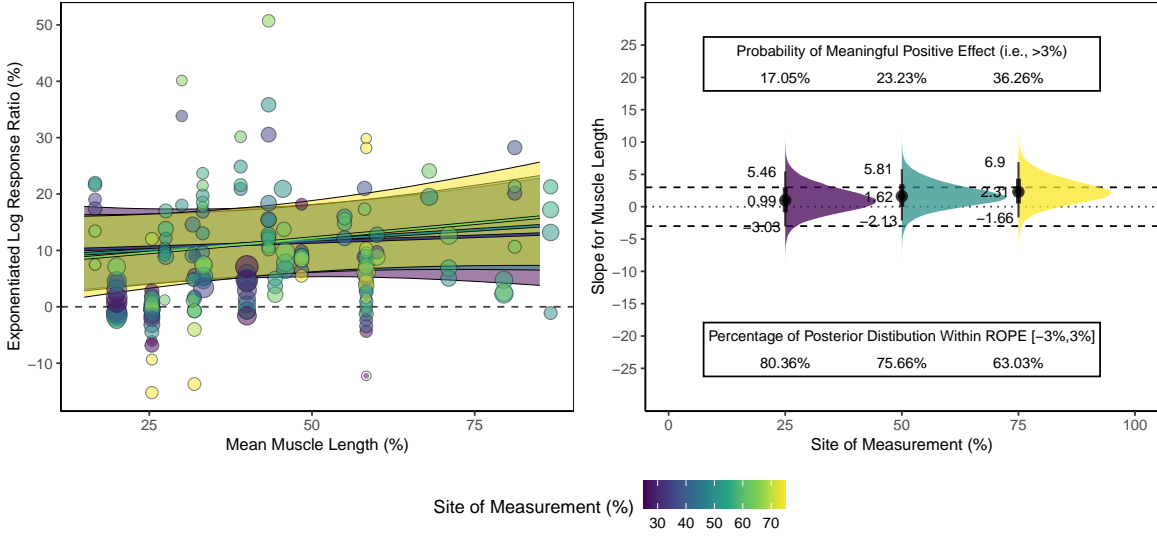 Exponentiated Log Response Ratio (%)
50
40
30
20
10
0
−10
25
50
75
Mean Muscle Length (%)
Slope for Muscle Length
25
20
15
10
5
0
−5
−10
−15
−20
−25
Probability of Meaningful Positive Effect (i.e., >3%)
17.05% 23.23% 36.26%
5.46
0.99
−3.03
5.81
1.62
−2.13
6.9
2.31
−1.66
Percentage of Posterior Distibution Within ROPE [−3%,3%]
80.36% 75.66% 63.03%
0 25 50 75 100
Site of Measurement (%)
Site of Measurement (%)
30 40 50 60 70